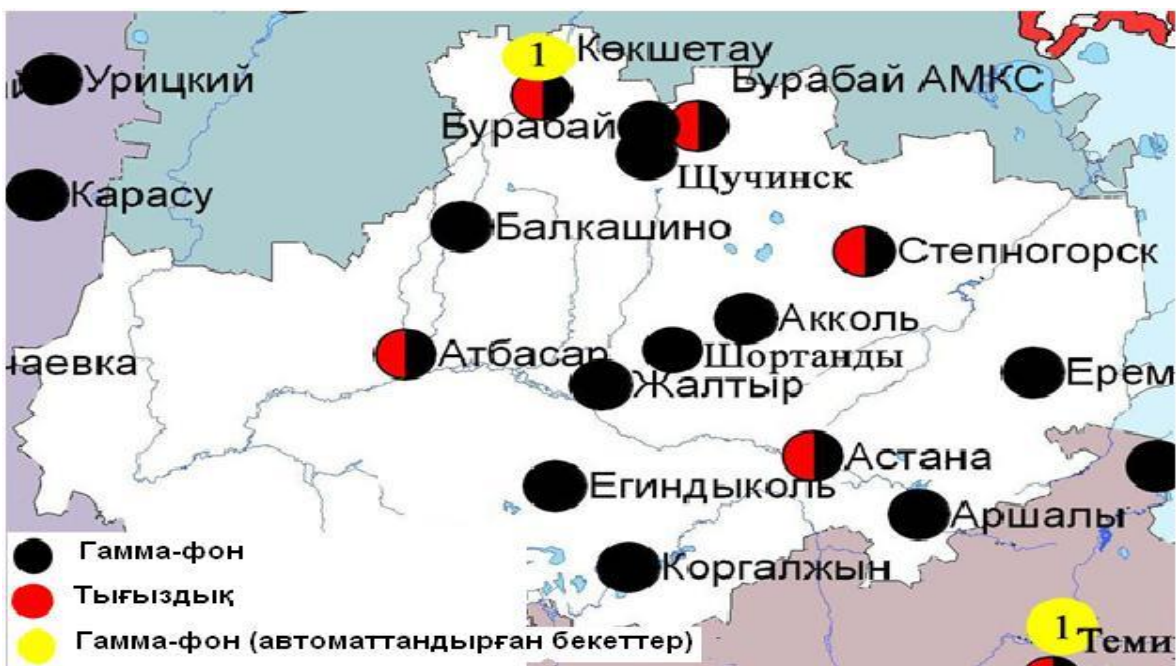 1 Көкшетау
Урицкий
Бурабай АМКС
Бурабай
Щучинск
Карасу
Балкашино
Степногорск
Акколь
Атбасар
Шортанды
чаевка
Жалтыр
Ерем
Астана
Егиндыколь
Аршалы
Коргалжын
Гамма-фон
Тығыздық
Гамма-фон (автоматтандырған бекеттер)
1 Теми